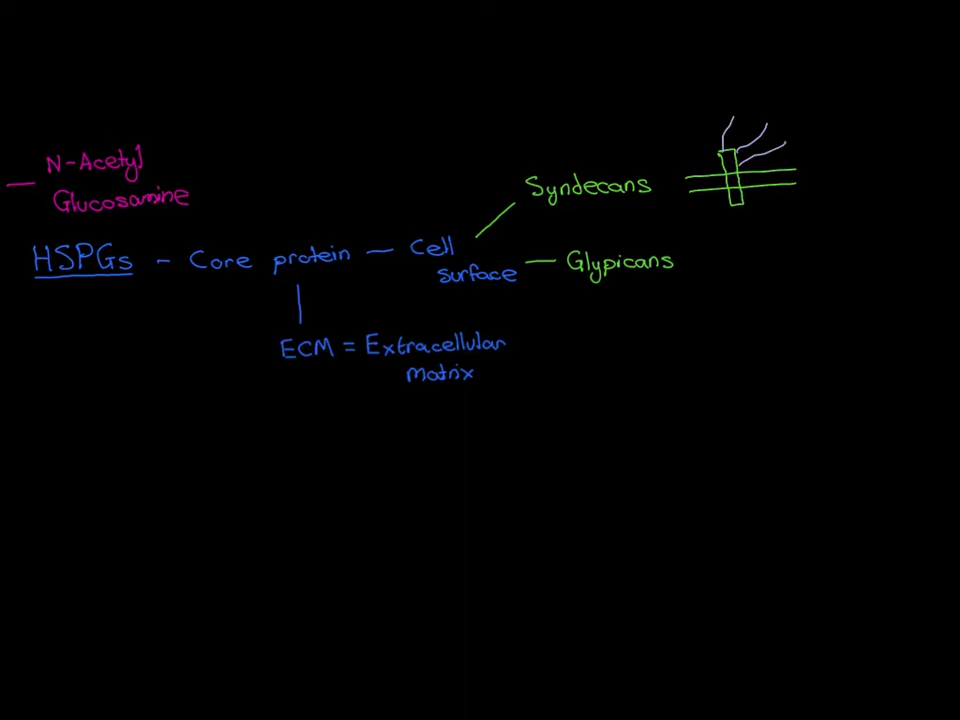 N-Acetyl
Glucosamine
HSPGs - Core protein - Cell
surface
Syndecans
- Glypicans
ECM = Extracellular
matrix